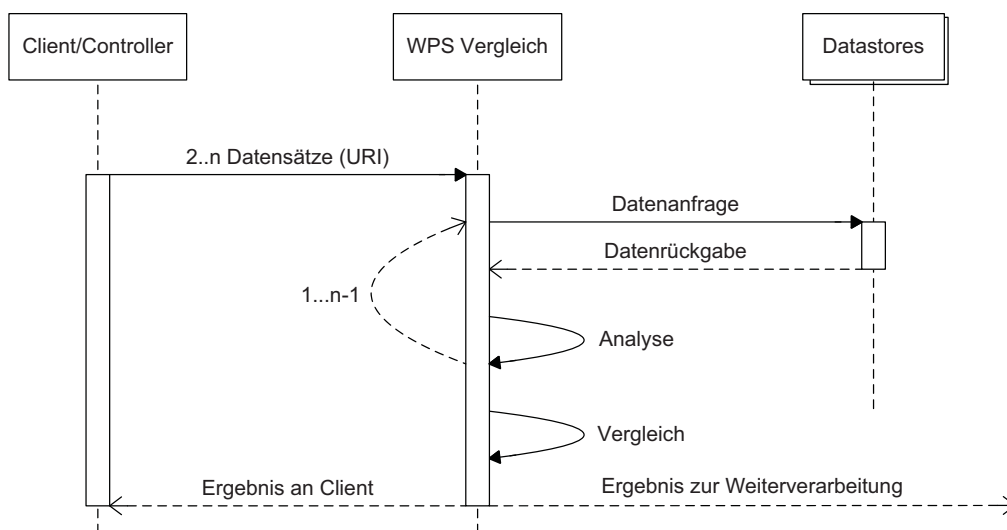 Client/Controller
WPS Vergleich
Datastores
2..n Datensätze (URI)
Datenanfrage
Datenrückgabe
1...n-1
Analyse
Vergleich
Ergebnis an Client
Ergebnis zur Weiterverarbeitung